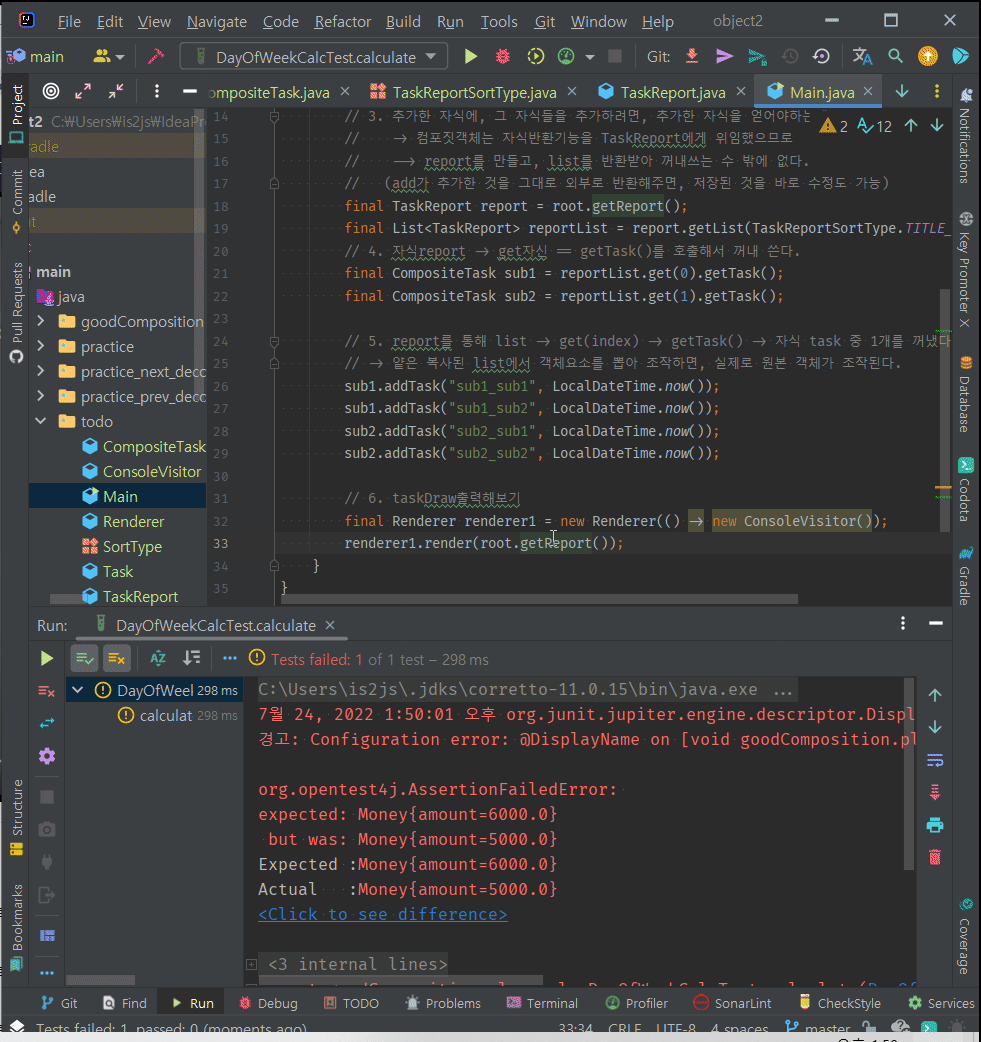 File Edit View Navigate Code Refactor Build Run Tools Git Window Help object2
main DayOfWeekCalcTest.calculate Git:
ompositeTask.java TaskReportSortType.java TaskReport.java Main.java
Project
Commit
Pull Requests
Structure
Bookmarks
t2 C:₩Users₩is2js₩IdeaPr
radle
ea
adle
t
main
java
goodComposition
practice
practice_next_deco
practice_prev_deco
todo
CompositeTask
ConsoleVisitor
Main
Renderer
SortType
Task
TaskReport
2 12
14 // 3. 추가한 자식에, 그 자식들을 추가하려면, 추가한 자식을 얻어야하는
15 // -> 컴포짓객체는 자식반환기능을 TaskReport에게 위임했으므로
16 // --> report를 만들고, list를 반환받아 꺼내쓰는 수 밖에 없다.
17 // (add가 추가한 것을 그대로 외부로 반환해주면, 저장된 것을 바로 수정도 가능)
18 final TaskReport report = root.getReport();
19 final List<TaskReport> reportList = report.getList(TaskReportSortType.TITLE_
20 // 4. 자식report -> get자신 == getTask()를 호출해서 꺼내 쓴다.
21 final CompositeTask sub1 = reportList.get(0).getTask();
22 final CompositeTask sub2 = reportList.get(1).getTask();
23
24 // 5. report를 통해 list -> get(index) -> getTask() -> 자식 task 중 1개를 꺼냈다
25 // -> 얕은 복사된 list에서 객체요소를 뽑아 조작하면, 실제로 원본 객체가 조작된다.
26 sub1.addTask("sub1_sub1", LocalDateTime.now());
27 sub1.addTask("sub1_sub2", LocalDateTime.now());
28 sub2.addTask("sub2_sub1", LocalDateTime.now());
29 sub2.addTask("sub2_sub2", LocalDateTime.now());
30
31 // 6. taskDraw출력해보기
32 final Renderer renderer1 = new Renderer(() -> new ConsoleVisitor());
33 renderer1.render(root.getReport());
34 }
35 }
Notifications
Key Promoter X
Database
Codota
Gradle
Coverage
Run: DayOfWeekCalcTest.calculate
Tests failed: 1 of 1 test – 298 ms
DayOfWeel 298 ms
calculat 298 ms
C:\Users\is2js\.jdks\corretto-11.0.15\bin\java.exe ...
7월 24, 2022 1:50:01 오후 org.junit.jupiter.engine.descriptor.Displ
경고: Configuration error: @DisplayName on [void goodComposition.pl
org.opentest4j.AssertionFailedError:
expected: Money{amount=6000.0}
but was: Money{amount=5000.0}
Expected :Money{amount=6000.0}
Actual :Money{amount=5000.0}
<Click to see difference>
<3 internal lines>
Git Find Run Debug TODO Problems Terminal Profiler SonarLint CheckStyle Services
Tests failed: 1, passed: 0 (moments ago) 33:34 CRLF UTF-8 4 spaces master